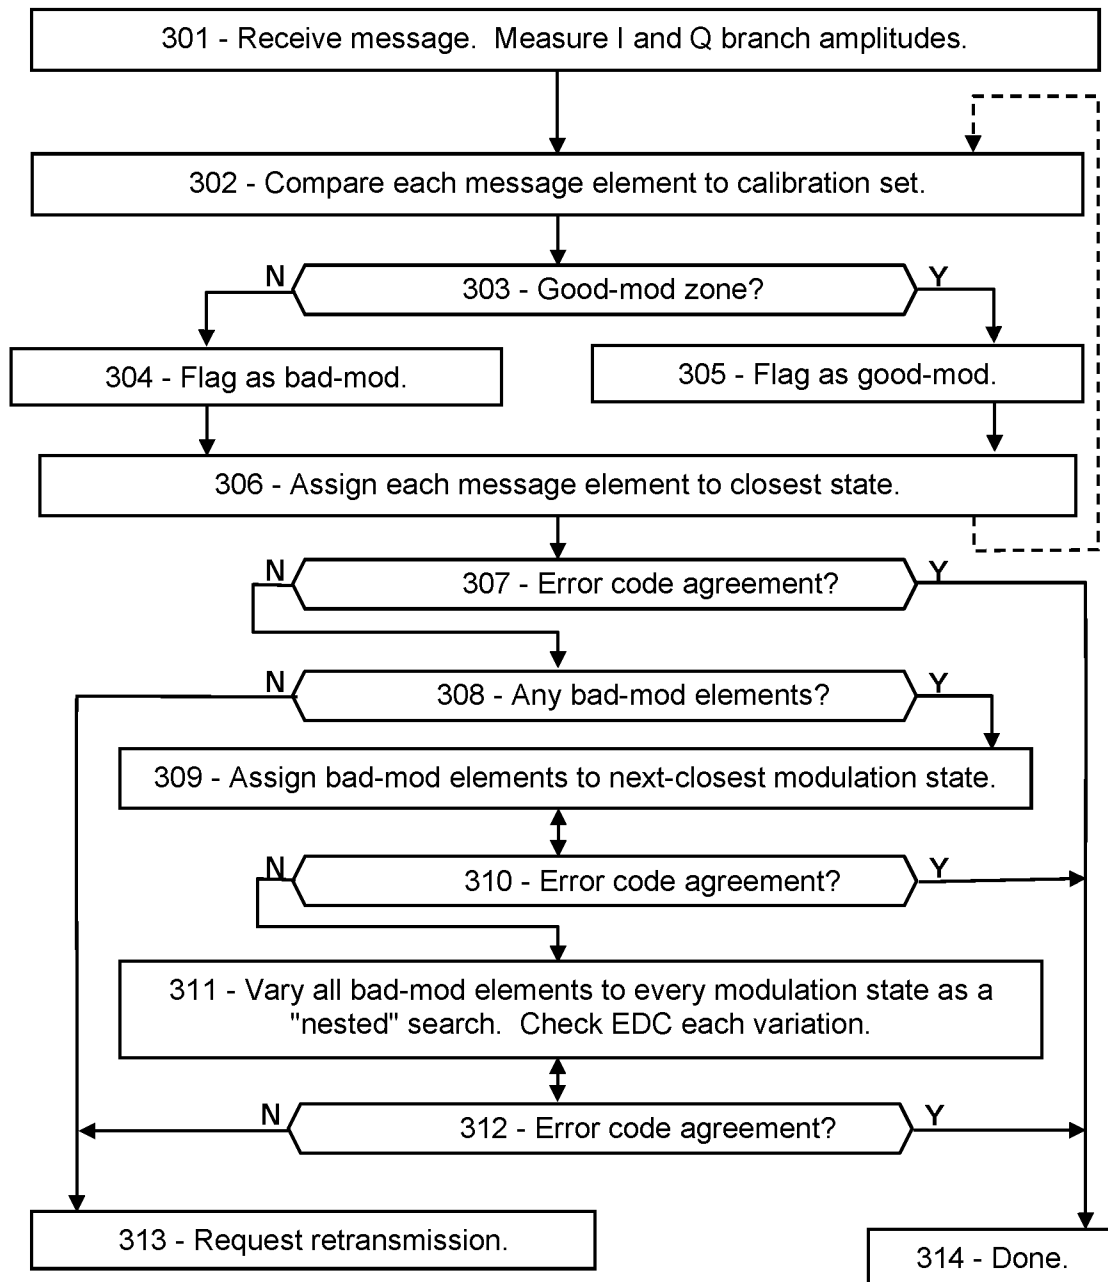 301 - Receive message.  Measure I and Q branch amplitudes.
302 - Compare each message element to calibration set.
N
303 - Good-mod zone?
Y
304 - Flag as bad-mod.
305 - Flag as good-mod.
306 - Assign each message element to closest state.
N
307 - Error code agreement?
Y
N
308 - Any bad-mod elements?
Y
309 - Assign bad-mod elements to next-closest modulation state.
N
310 - Error code agreement?
Y
311 - Vary all bad-mod elements to every modulation state as a
"nested" search.  Check EDC each variation.
N
312 - Error code agreement?
Y
313 - Request retransmission.
314 - Done.